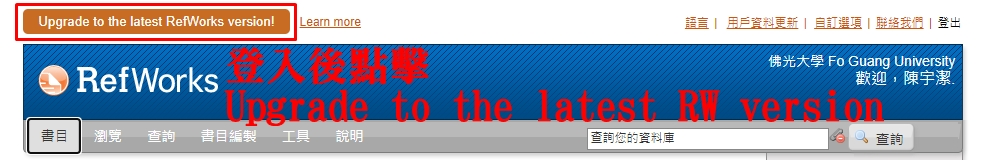 Upgrade to the latest RefWorks version! Learn more 語言 | 用戶資料更新 | 自訂選項 | 聯絡我們 | 登出
RefWorks 登入後點擊 佛光大學 Fo Guang University
歡迎，陳宇潔.
Upgrade to the latest RW version
書目 瀏覽 查詢 書目編製 工具 說明 查詢您的資料庫 查詢